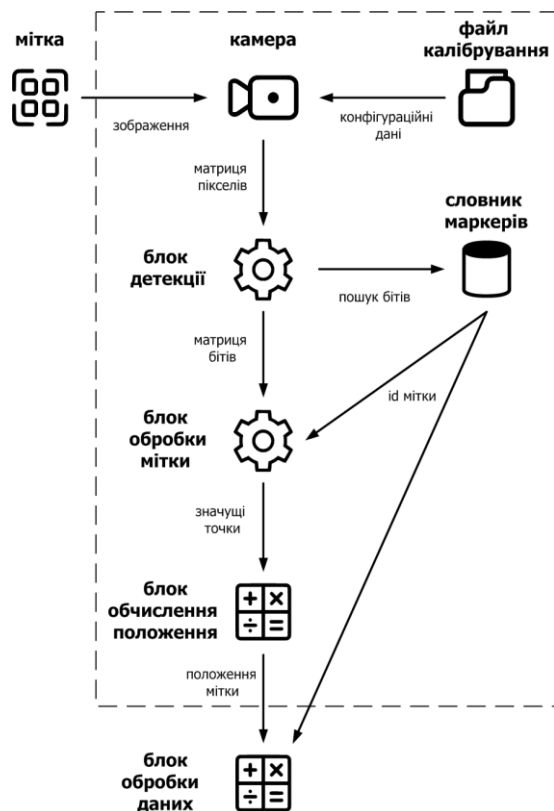 мітка
камера
файл
калібрування
зображення
конфігураційні
дані
матриця
пікселів
словник
маркерів
блок
детекції
пошук бітів
матриця
бітів
id мітки
блок
обробки
мітки
значущі
точки
блок
обчислення
положення
положення
мітки
блок
обробки
даних